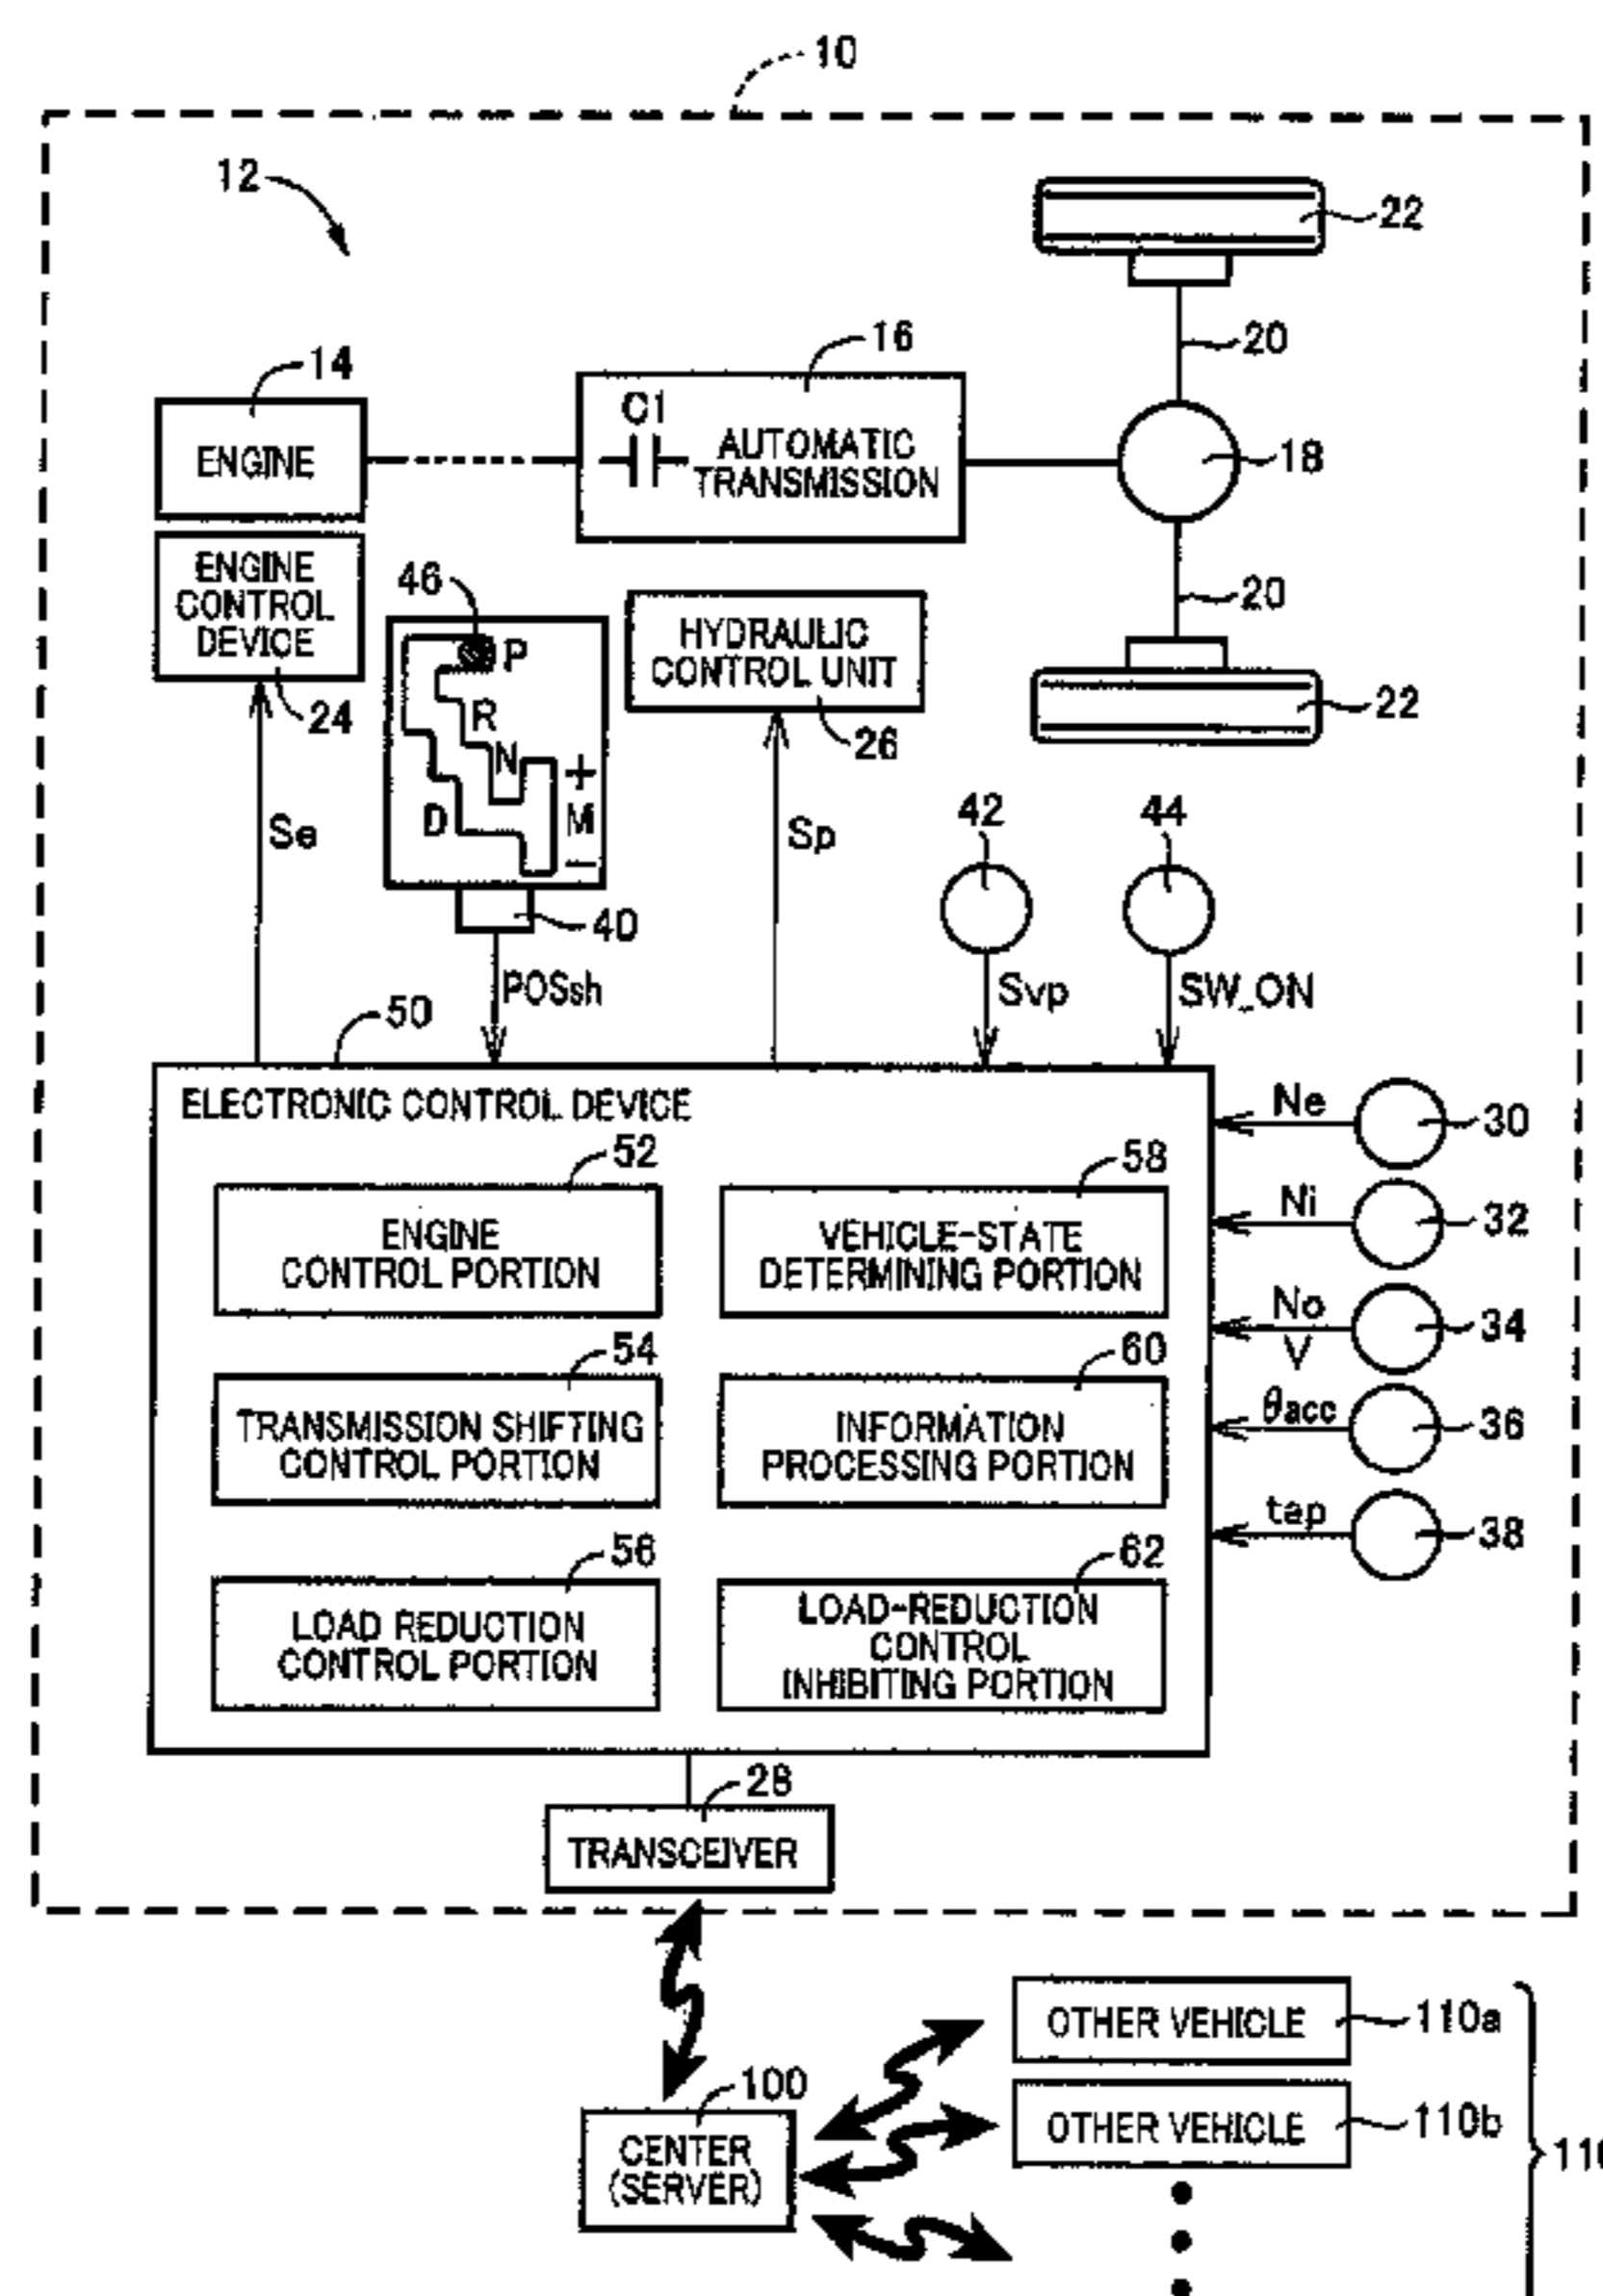 10
12
22
20
16
14
C1
ENGINE
AUTOMATIC
TRANSMISSION
18
ENGINE
CONTROL
DEVICE
24
46
P
R
N
D
+
M
−
HYDRAULIC
CONTROL UNIT
26
20
22
42
44
Se
Sp
40
POSsh
Svp
SW_ON
50
ELECTRONIC CONTROL DEVICE
52
ENGINE
CONTROL PORTION
58
VEHICLE-STATE
DETERMINING PORTION
54
TRANSMISSION SHIFTING
CONTROL PORTION
60
INFORMATION
PROCESSING PORTION
56
LOAD REDUCTION
CONTROL PORTION
62
LOAD-REDUCTION
CONTROL
INHIBITING PORTION
Ne
30
Ni
32
No
V
34
θacc
36
tap
38
28
TRANSCEIVER
100
CENTER
(SERVER)
OTHER VEHICLE
110a
OTHER VEHICLE
110b